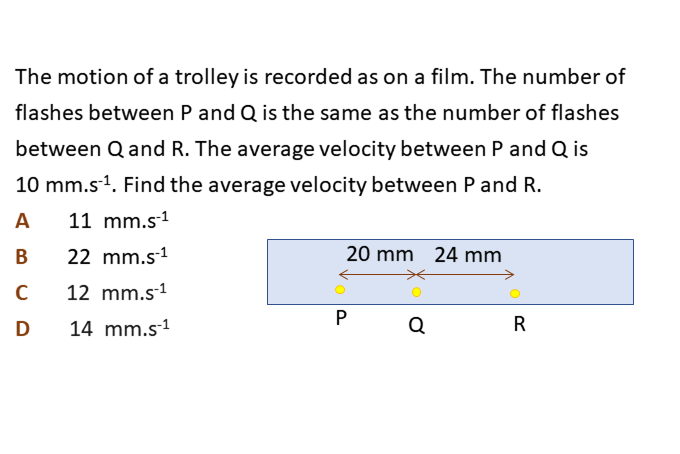 The motion of a trolley is recorded as on a film. The number of
flashes between P and Q is the same as the number of flashes
between Q and R. The average velocity between P and Q is
10 mm.s⁻¹. Find the average velocity between P and R.
A 11 mm.s⁻¹
B 22 mm.s⁻¹
C 12 mm.s⁻¹
D 14 mm.s⁻¹
20 mm 24 mm
P Q R